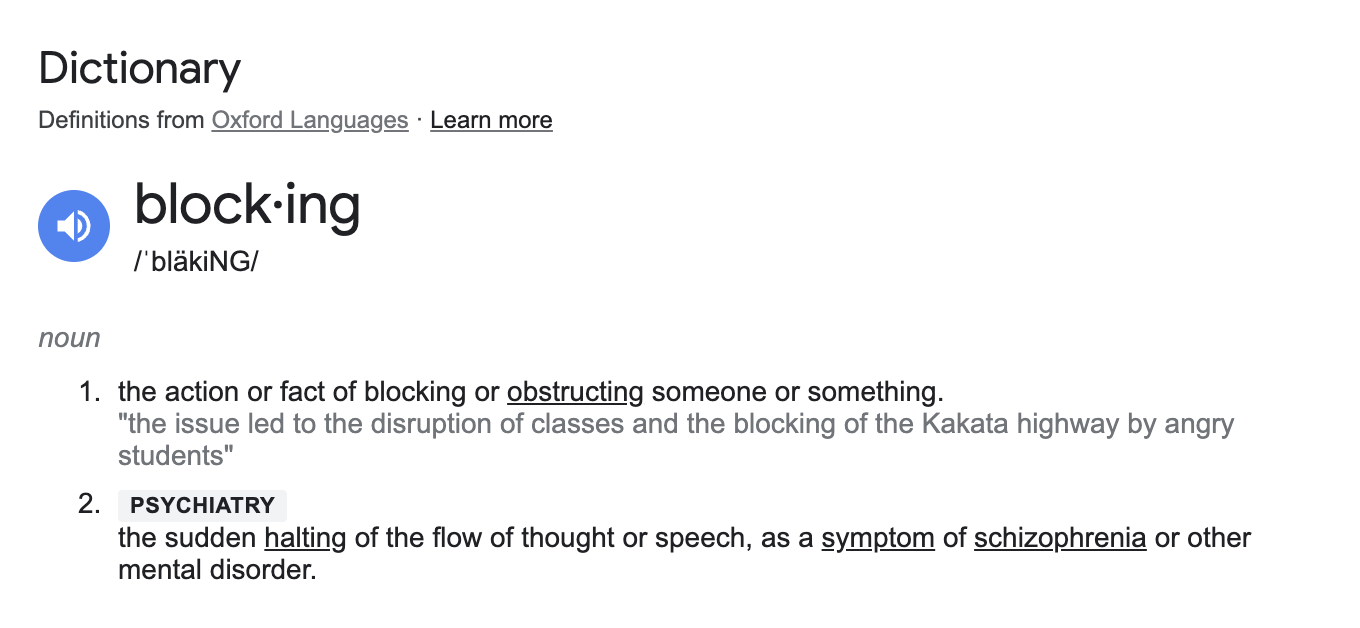 Dictionary
Definitions from Oxford Languages · Learn more
block·ing
/ˈbläkiNG/
noun
1. the action or fact of blocking or obstructing someone or something.
"the issue led to the disruption of classes and the blocking of the Kakata highway by angry
students"
2. PSYCHIATRY
the sudden halting of the flow of thought or speech, as a symptom of schizophrenia or other
mental disorder.